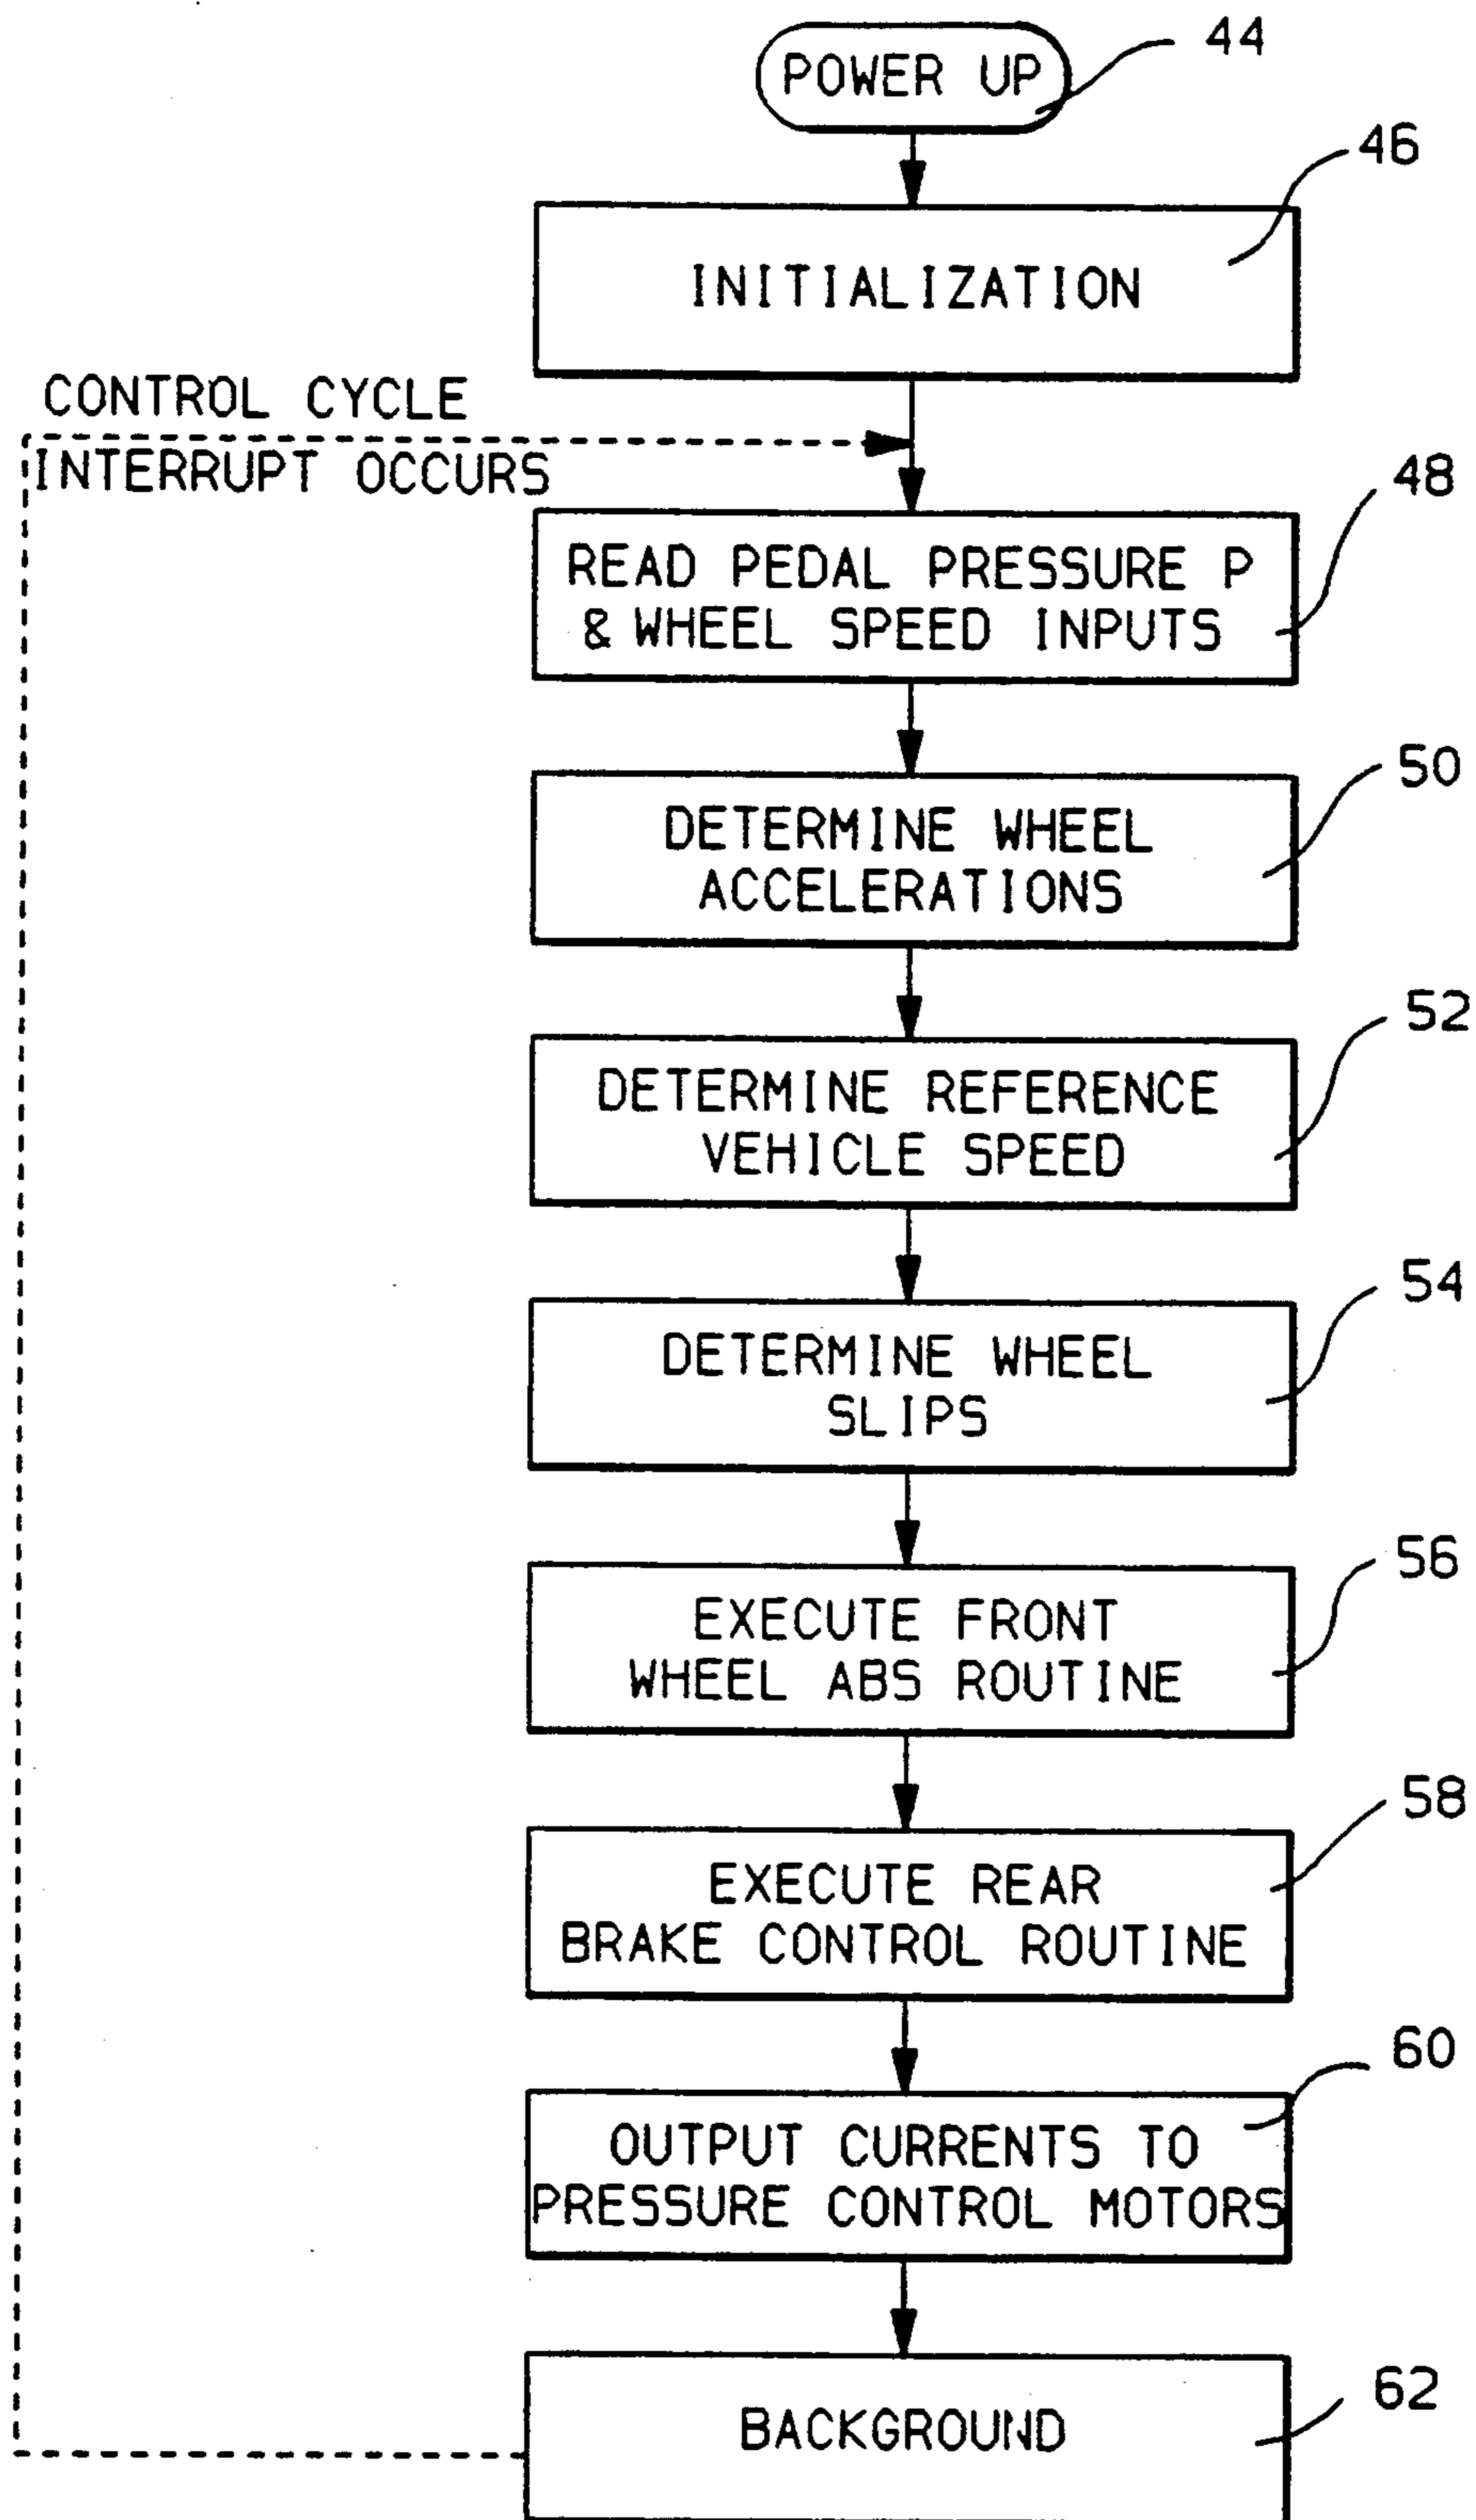 POWER UP
44
46
INITIALIZATION
CONTROL CYCLE
INTERRUPT OCCURS
48
READ PEDAL PRESSURE P
& WHEEL SPEED INPUTS
50
DETERMINE WHEEL
ACCELERATIONS
52
DETERMINE REFERENCE
VEHICLE SPEED
54
DETERMINE WHEEL
SLIPS
56
EXECUTE FRONT
WHEEL ABS ROUTINE
58
EXECUTE REAR
BRAKE CONTROL ROUTINE
60
OUTPUT CURRENTS TO
PRESSURE CONTROL MOTORS
62
BACKGROUND